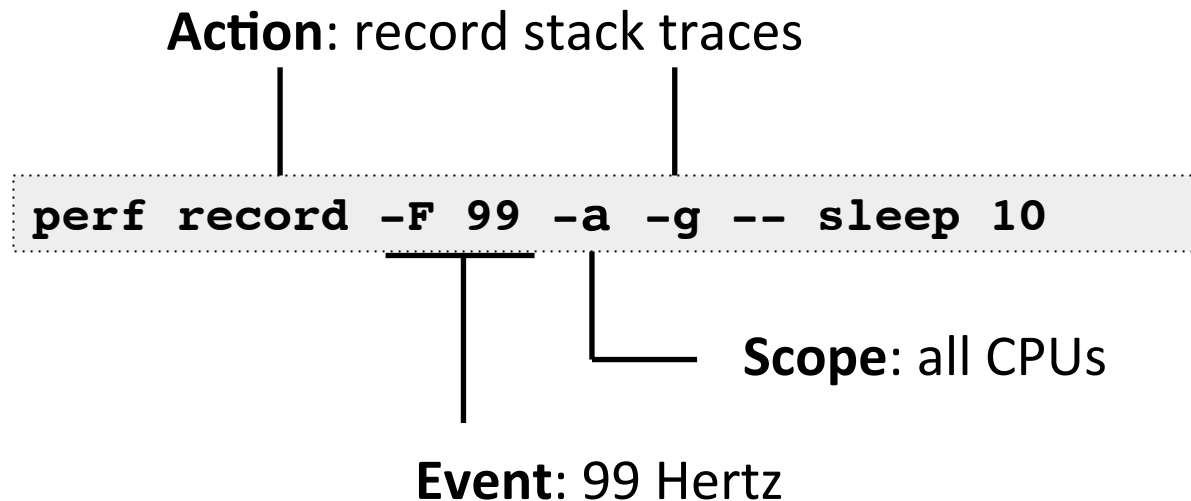 Action: record stack traces
perf record -F 99 -a -g -- sleep 10
Scope: all CPUs
Event: 99 Hertz